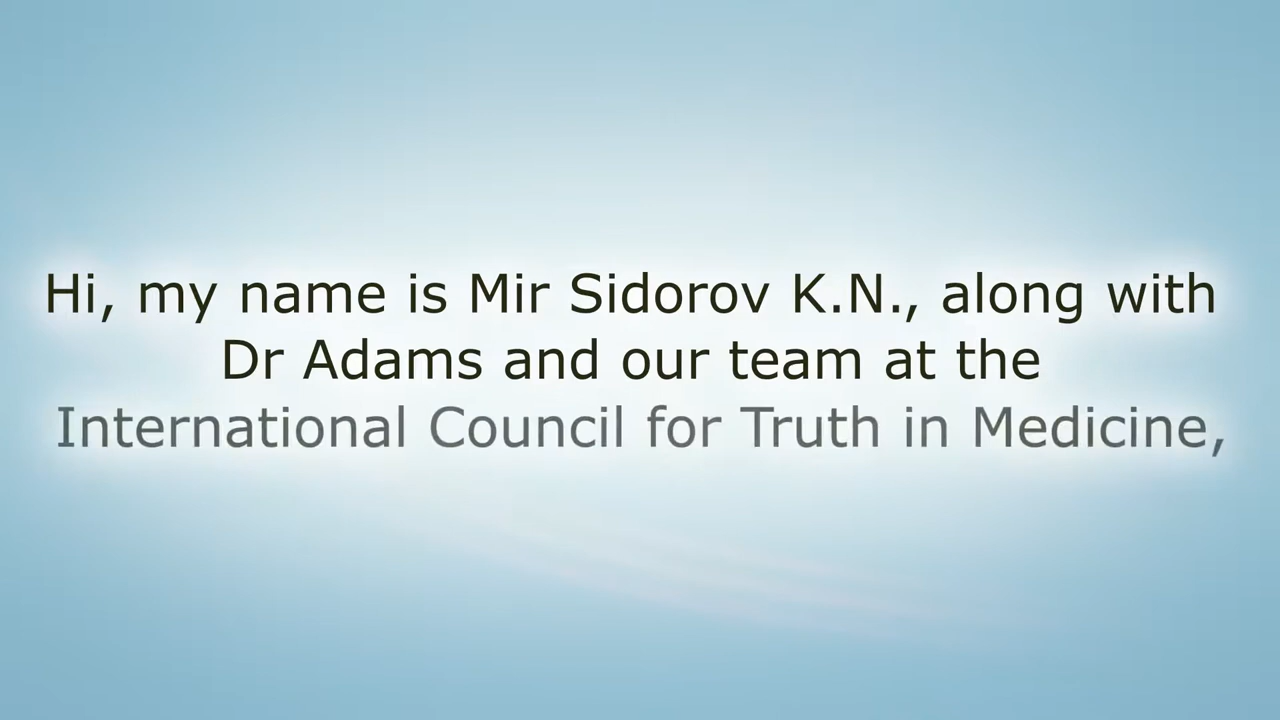 Hi, my name is Mir Sidorov K.N., along with
Dr Adams and our team at the
International Council for Truth in Medicine,